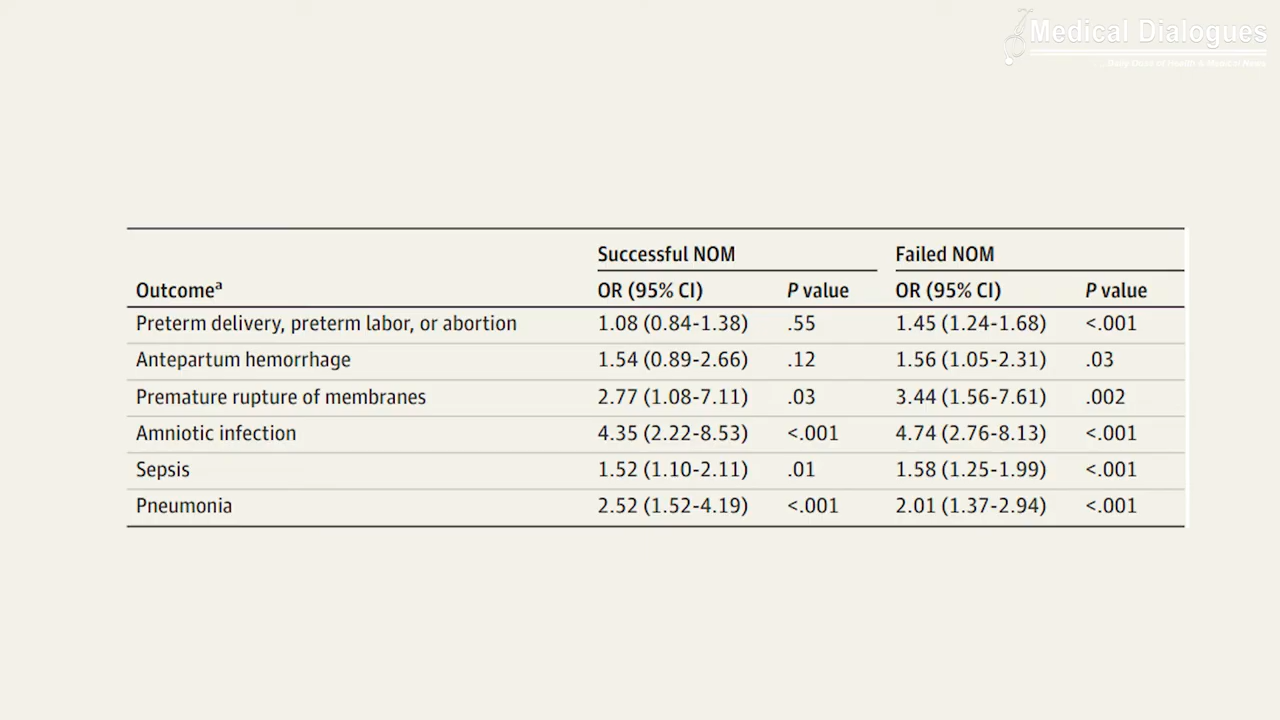 Medical Dialogues
Successful NOM Failed NOM
Outcomeᵃ OR (95% CI) P value OR (95% CI) P value
Preterm delivery, preterm labor, or abortion 1.08 (0.84-1.38) .55 1.45 (1.24-1.68) <.001
Antepartum hemorrhage 1.54 (0.89-2.66) .12 1.56 (1.05-2.31) .03
Premature rupture of membranes 2.77 (1.08-7.11) .03 3.44 (1.56-7.61) .002
Amniotic infection 4.35 (2.22-8.53) <.001 4.74 (2.76-8.13) <.001
Sepsis 1.52 (1.10-2.11) .01 1.58 (1.25-1.99) <.001
Pneumonia 2.52 (1.52-4.19) <.001 2.01 (1.37-2.94) <.001